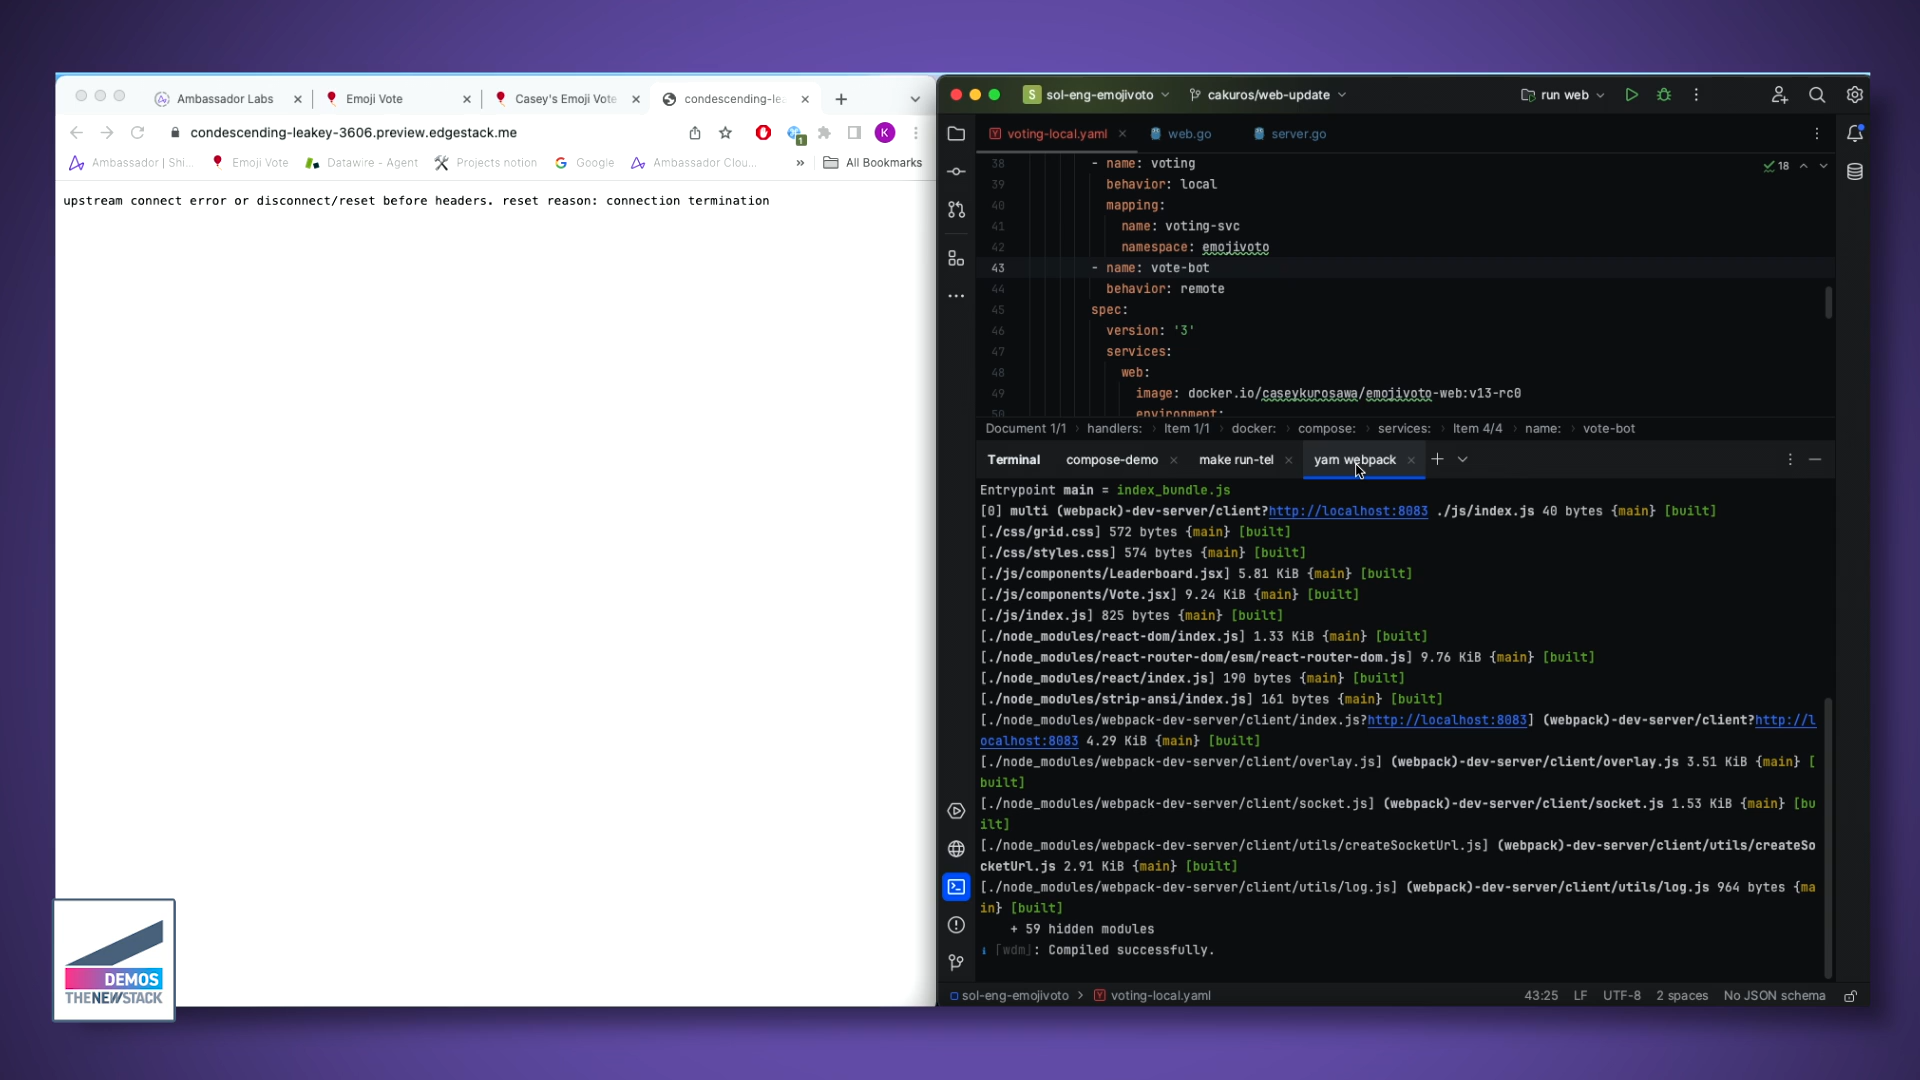 Ambassador Labs
Emoji Vote
Casey's Emoji Vote
condescending-lea
condescending-leakey-3606.preview.edgestack.me
1
K
Ambassador | Shi...
Emoji Vote
Datawire - Agent
Projects notion
Google
Ambassador Clou...
»
All Bookmarks
upstream connect error or disconnect/reset before headers. reset reason: connection termination
DEMOS
THENEWSTACK
S sol-eng-emojivoto
cakuros/web-update
run web
voting-local.yaml
web.go
server.go
18
38 - name: voting
39 behavior: local
40 mapping:
41 name: voting-svc
42 namespace: emojivoto
43 - name: vote-bot
44 behavior: remote
45 spec:
46 version: '3'
47 services:
48 web:
49 image: docker.io/caseykurosawa/emojivoto-web:v13-rc0
50 environment:
Document 1/1 › handlers: › Item 1/1 › docker: › compose: › services: › Item 4/4 › name: › vote-bot
Terminal compose-demo make run-tel yarn webpack
Entrypoint main = index_bundle.js
[0] multi (webpack)-dev-server/client?http://localhost:8083 ./js/index.js 40 bytes {main} [built]
[./css/grid.css] 572 bytes {main} [built]
[./css/styles.css] 574 bytes {main} [built]
[./js/components/Leaderboard.jsx] 5.81 KiB {main} [built]
[./js/components/Vote.jsx] 9.24 KiB {main} [built]
[./js/index.js] 825 bytes {main} [built]
[./node_modules/react-dom/index.js] 1.33 KiB {main} [built]
[./node_modules/react-router-dom/esm/react-router-dom.js] 9.76 KiB {main} [built]
[./node_modules/react/index.js] 190 bytes {main} [built]
[./node_modules/strip-ansi/index.js] 161 bytes {main} [built]
[./node_modules/webpack-dev-server/client/index.js?http://localhost:8083] (webpack)-dev-server/client?http://l
ocalhost:8083 4.29 KiB {main} [built]
[./node_modules/webpack-dev-server/client/overlay.js] (webpack)-dev-server/client/overlay.js 3.51 KiB {main} [
built]
[./node_modules/webpack-dev-server/client/socket.js] (webpack)-dev-server/client/socket.js 1.53 KiB {main} [bu
ilt]
[./node_modules/webpack-dev-server/client/utils/createSocketUrl.js] (webpack)-dev-server/client/utils/createSo
cketUrl.js 2.91 KiB {main} [built]
[./node_modules/webpack-dev-server/client/utils/log.js] (webpack)-dev-server/client/utils/log.js 964 bytes {ma
in} [built]
+ 59 hidden modules
ℹ ｢wdm｣: Compiled successfully.
sol-eng-emojivoto › voting-local.yaml
43:25 LF UTF-8 2 spaces No JSON schema